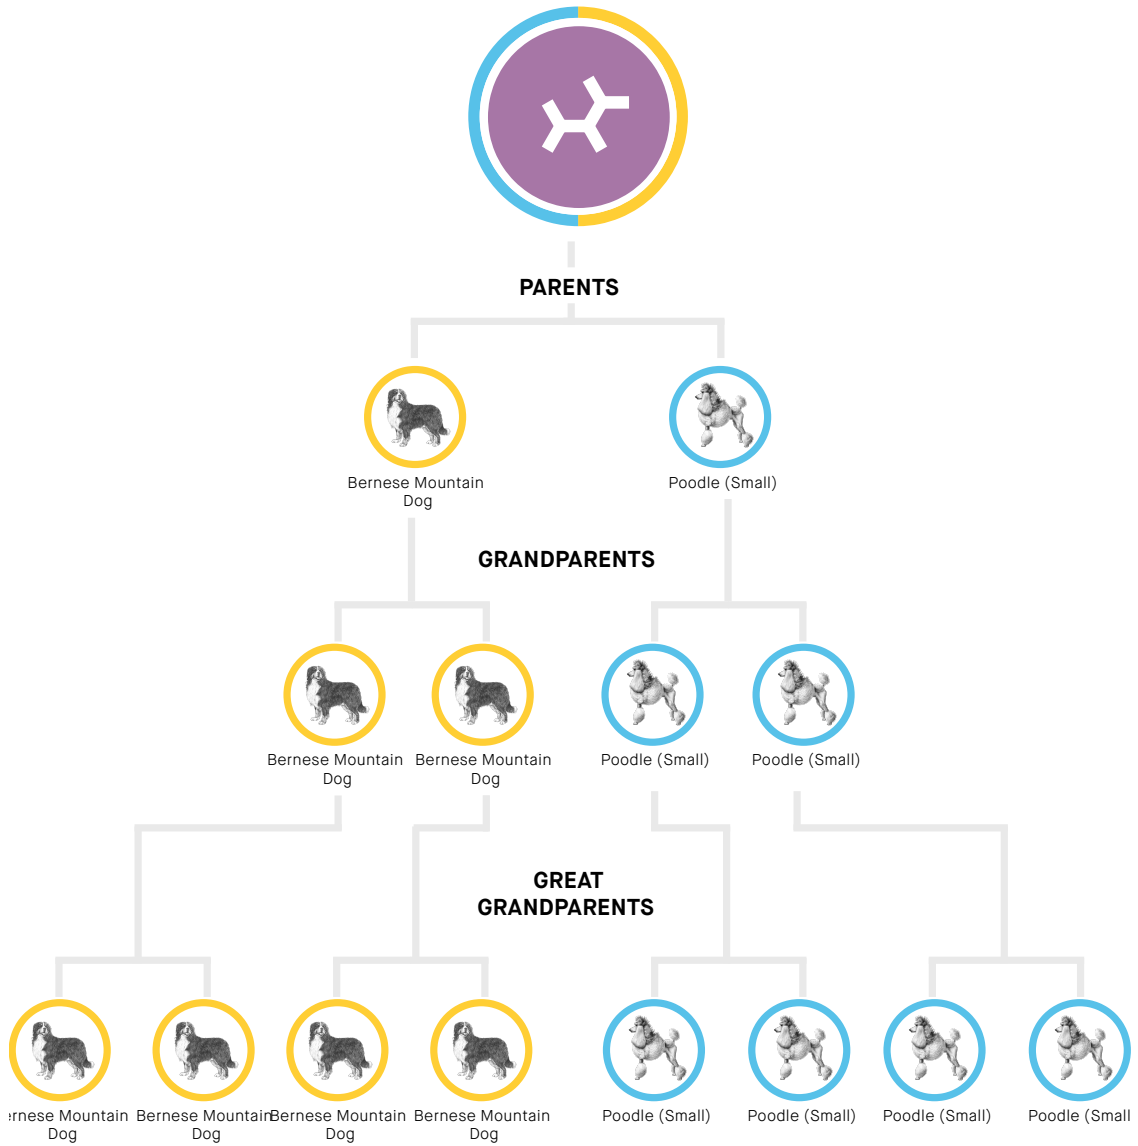 PARENTS
Bernese Mountain
Dog
Poodle (Small)
GRANDPARENTS
Bernese Mountain
Dog
Bernese Mountain
Dog
Poodle (Small)
Poodle (Small)
GREAT
GRANDPARENTS
ernese Mountain
Dog
Bernese Mountain
Dog
Bernese Mountain
Dog
Bernese Mountain
Dog
Poodle (Small)
Poodle (Small)
Poodle (Small)
Poodle (Small